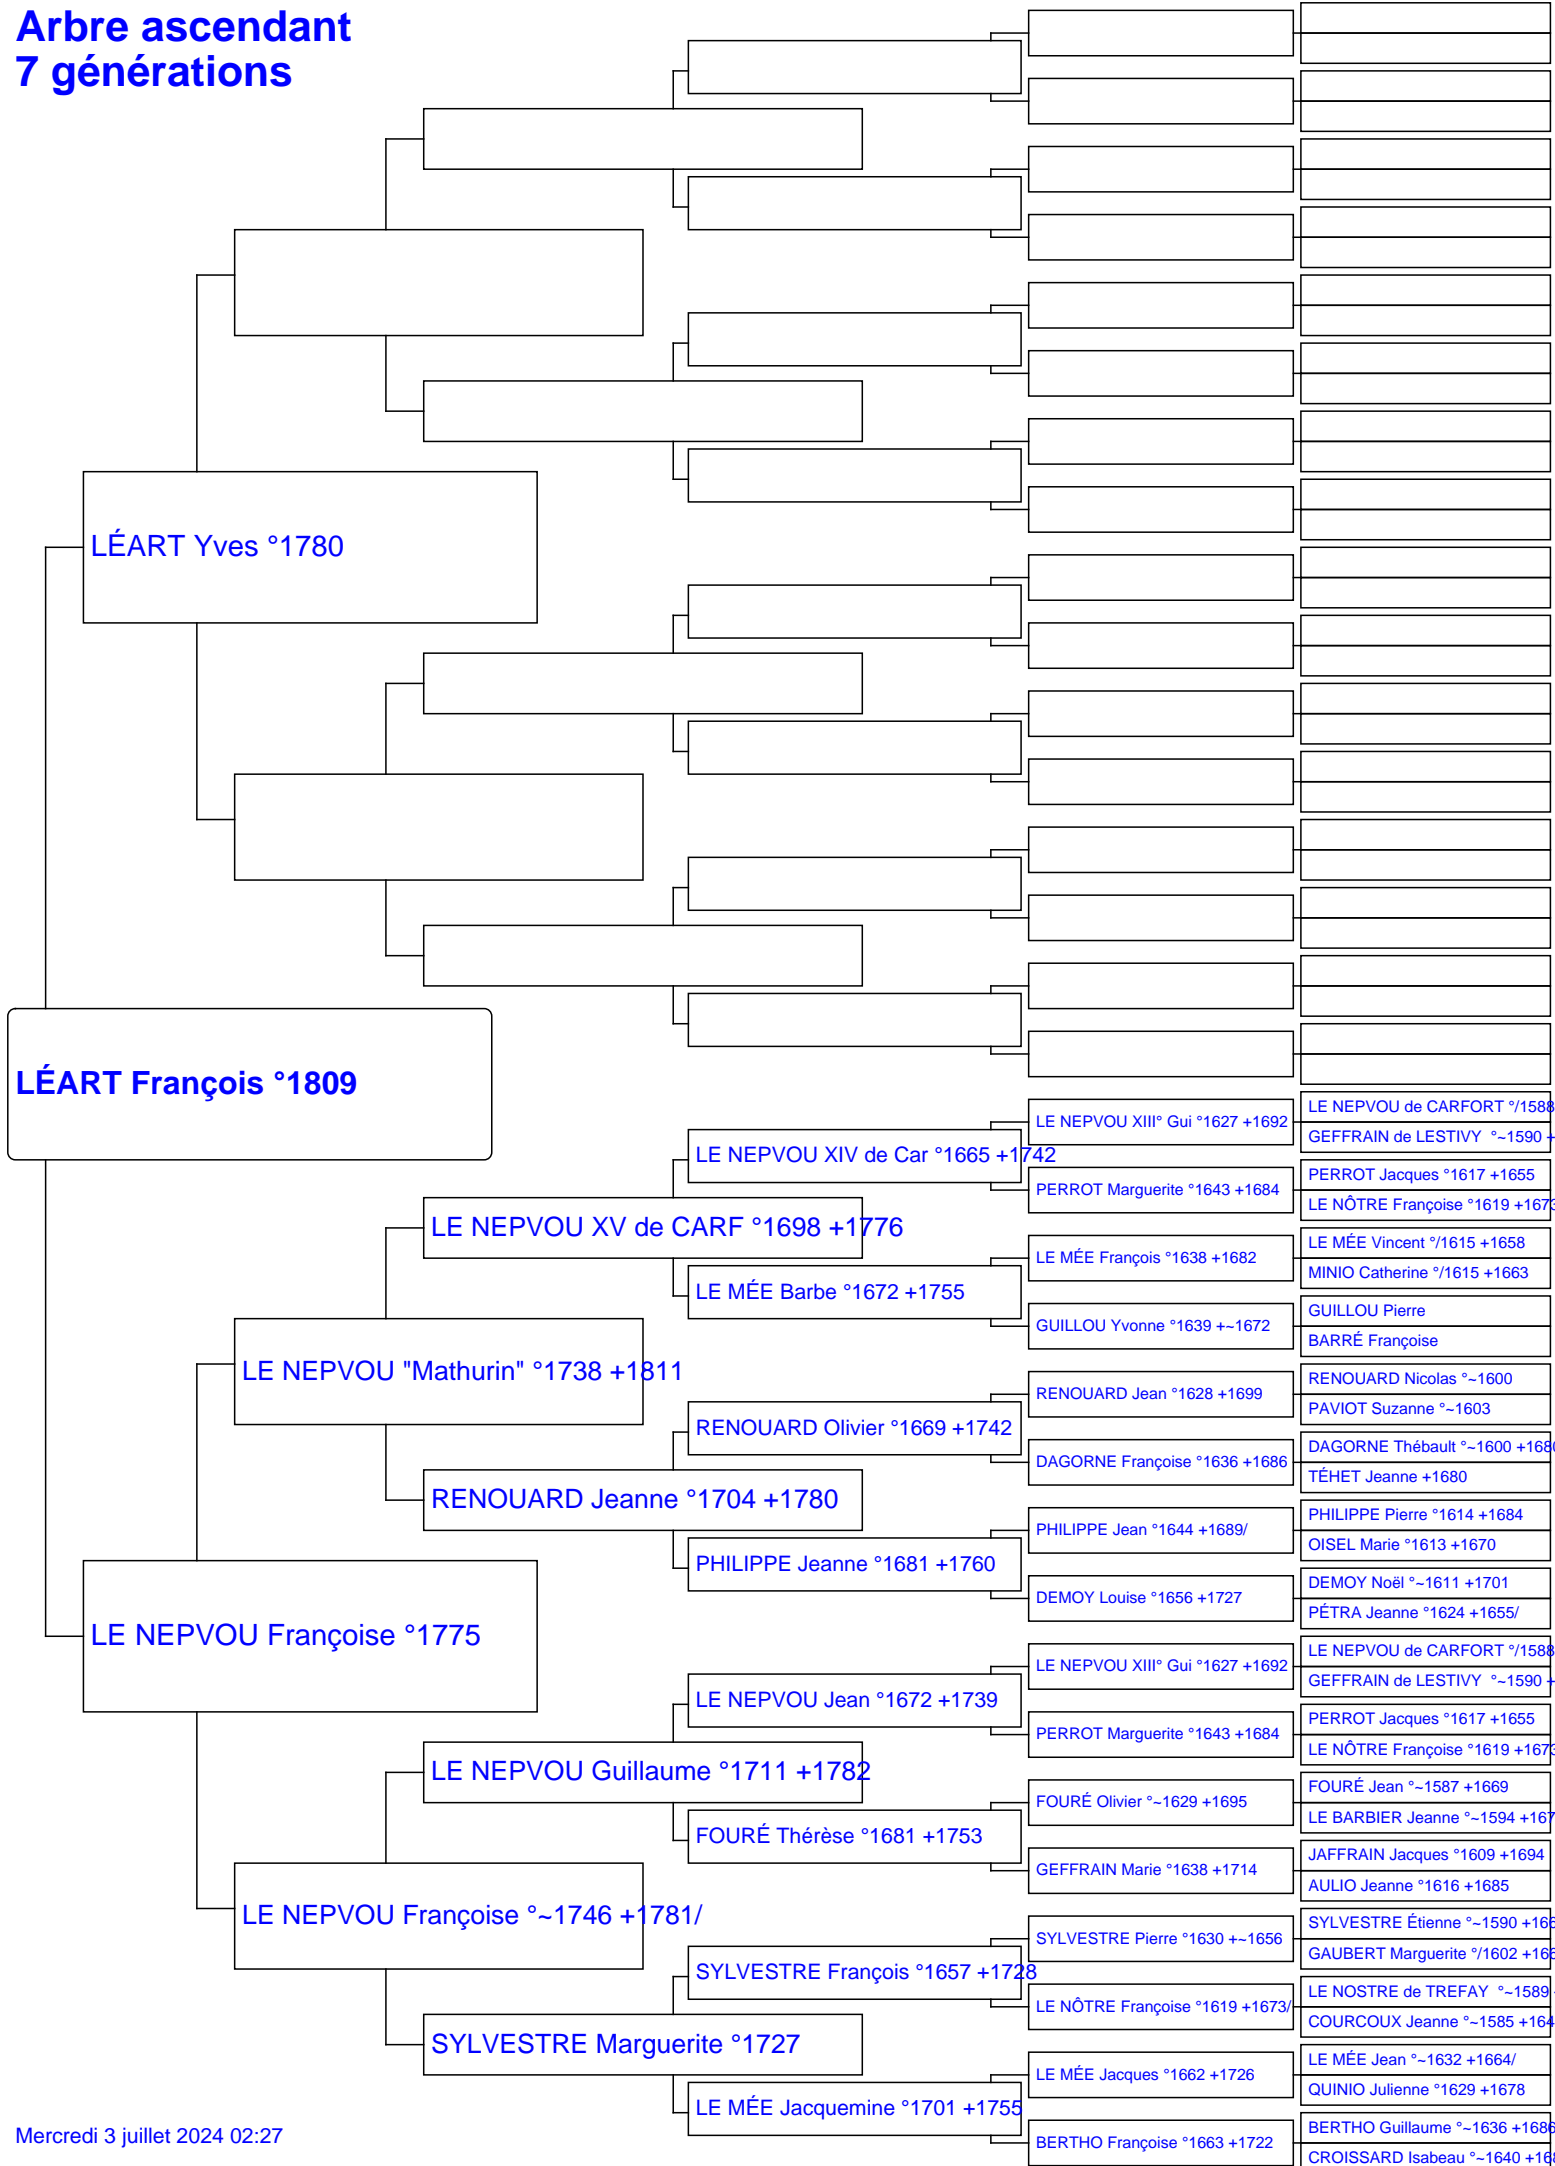 Arbre ascendant
7 générations
LÉART Yves °1780
LÉART François °1809
LE NEPVOU XIII° Gui °1627 +1692
LE NEPVOU de CARFORT °/1588
GEFFRAIN de LESTIVY °~1590 +
LE NEPVOU XIV de Car °1665 +1742
PERROT Marguerite °1643 +1684
PERROT Jacques °1617 +1655
LE NÔTRE Françoise °1619 +1673
LE NEPVOU XV de CARF °1698 +1776
LE MÉE François °1638 +1682
LE MÉE Vincent °/1615 +1658
MINIO Catherine °/1615 +1663
LE MÉE Barbe °1672 +1755
GUILLOU Yvonne °1639 +~1672
GUILLOU Pierre
BARRÉ Françoise
LE NEPVOU "Mathurin" °1738 +1811
RENOUARD Jean °1628 +1699
RENOUARD Nicolas °~1600
PAVIOT Suzanne °~1603
RENOUARD Olivier °1669 +1742
DAGORNE Françoise °1636 +1686
DAGORNE Thébault °~1600 +1680
TÉHET Jeanne +1680
RENOUARD Jeanne °1704 +1780
PHILIPPE Jean °1644 +1689/
PHILIPPE Pierre °1614 +1684
OISEL Marie °1613 +1670
PHILIPPE Jeanne °1681 +1760
DEMOY Louise °1656 +1727
DEMOY Noël °~1611 +1701
PÉTRA Jeanne °1624 +1655/
LE NEPVOU Françoise °1775
LE NEPVOU XIII° Gui °1627 +1692
LE NEPVOU de CARFORT °/1588
GEFFRAIN de LESTIVY °~1590 +
LE NEPVOU Jean °1672 +1739
PERROT Marguerite °1643 +1684
PERROT Jacques °1617 +1655
LE NÔTRE Françoise °1619 +1673
LE NEPVOU Guillaume °1711 +1782
FOURÉ Olivier °~1629 +1695
FOURÉ Jean °~1587 +1669
LE BARBIER Jeanne °~1594 +167
FOURÉ Thérèse °1681 +1753
GEFFRAIN Marie °1638 +1714
JAFFRAIN Jacques °1609 +1694
AULIO Jeanne °1616 +1685
LE NEPVOU Françoise °~1746 +1781/
SYLVESTRE Pierre °1630 +~1656
SYLVESTRE Étienne °~1590 +166
GAUBERT Marguerite °/1602 +166
SYLVESTRE François °1657 +1728
LE NÔTRE Françoise °1619 +1673/
LE NOSTRE de TREFAY °~1589
COURCOUX Jeanne °~1585 +164
SYLVESTRE Marguerite °1727
LE MÉE Jacques °1662 +1726
LE MÉE Jean °~1632 +1664/
QUINIO Julienne °1629 +1678
LE MÉE Jacquemine °1701 +1755
BERTHO Françoise °1663 +1722
BERTHO Guillaume °~1636 +1686
CROISSARD Isabeau °~1640 +168
Mercredi 3 juillet 2024 02:27